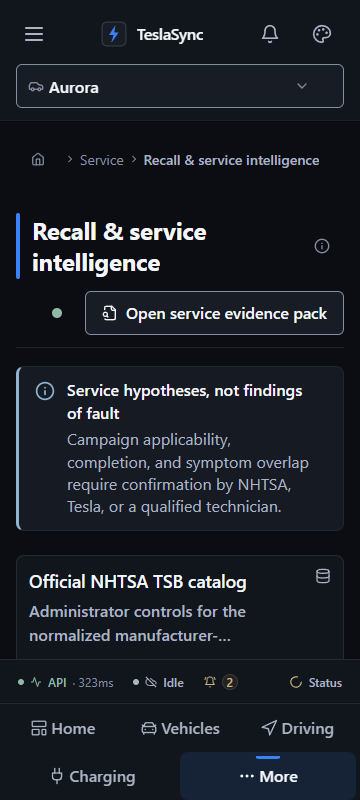 TeslaSync
Aurora
Service
Recall & service intelligence
Recall & service
intelligence
Open service evidence pack
Service hypotheses, not findings
of fault
Campaign applicability,
completion, and symptom overlap
require confirmation by NHTSA,
Tesla, or a qualified technician.
Official NHTSA TSB catalog
Administrator controls for the
normalized manufacturer-...
API · 323ms Idle 2 Status
Home Vehicles Driving
Charging More